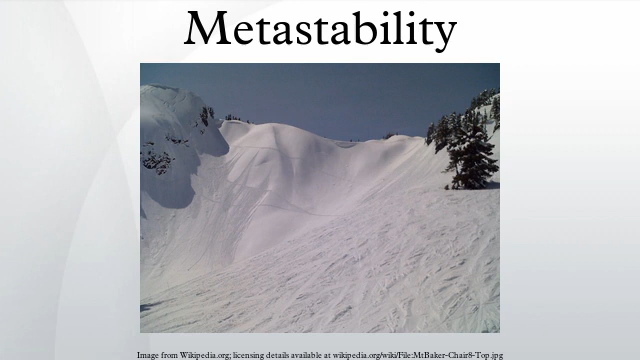 Metastability
Image from Wikipedia.org; licensing details available at wikipedia.org/wiki/File:MtBaker-Chair8-Top.jpg